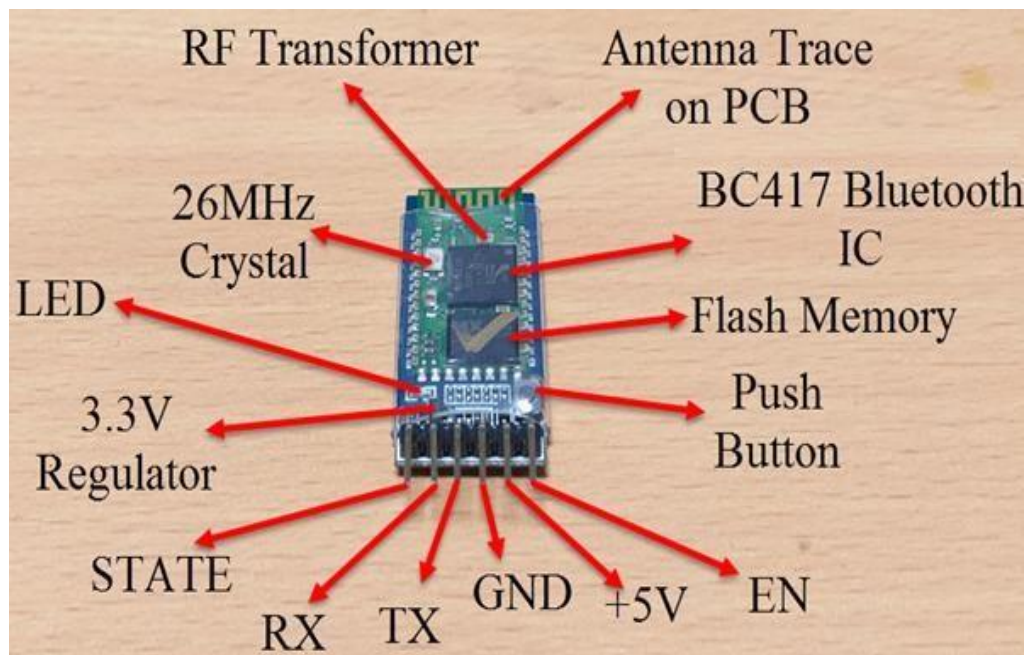 RF Transformer
Antenna Trace
on PCB
26MHz
Crystal
BC417 Bluetooth
IC
LED
Flash Memory
3.3V
Regulator
Push
Button
STATE
RX
TX
GND
+5V
EN